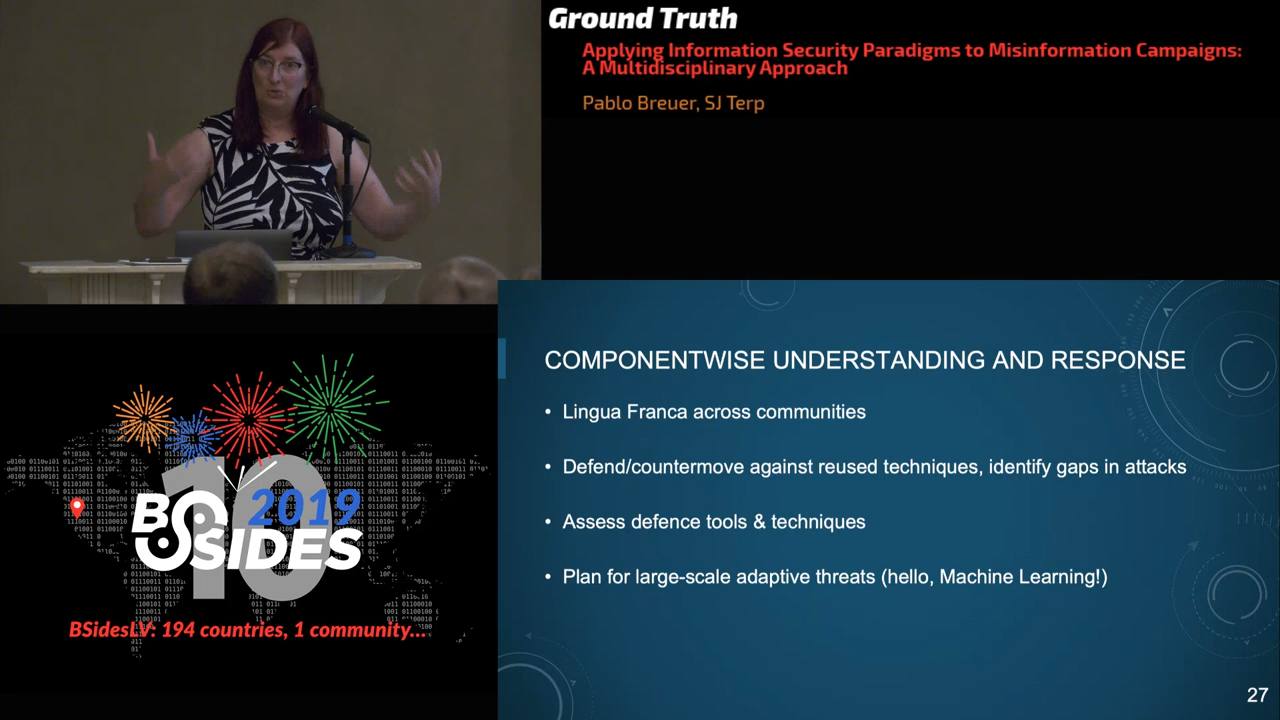 Ground Truth
Applying Information Security Paradigms to Misinformation Campaigns:
A Multidisciplinary Approach
Pablo Breuer, SJ Terp
COMPONENTWISE UNDERSTANDING AND RESPONSE
• Lingua Franca across communities
• Defend/countermove against reused techniques, identify gaps in attacks
• Assess defence tools & techniques
• Plan for large-scale adaptive threats (hello, Machine Learning!)
27
10
2019
BSIDES
BSidesLV: 194 countries, 1 community...